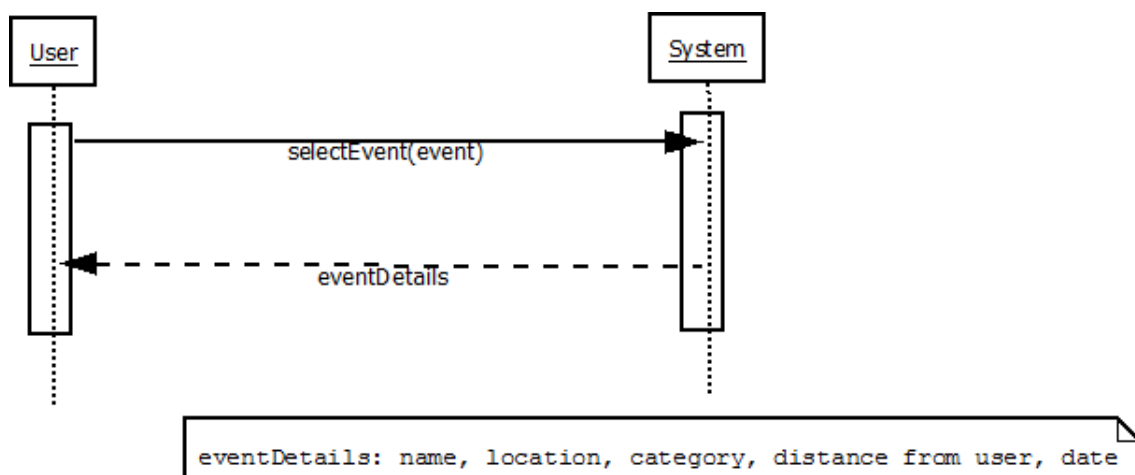 User
System
selectEvent(event)
eventDetails
eventDetails: name, location, category, distance from user, date